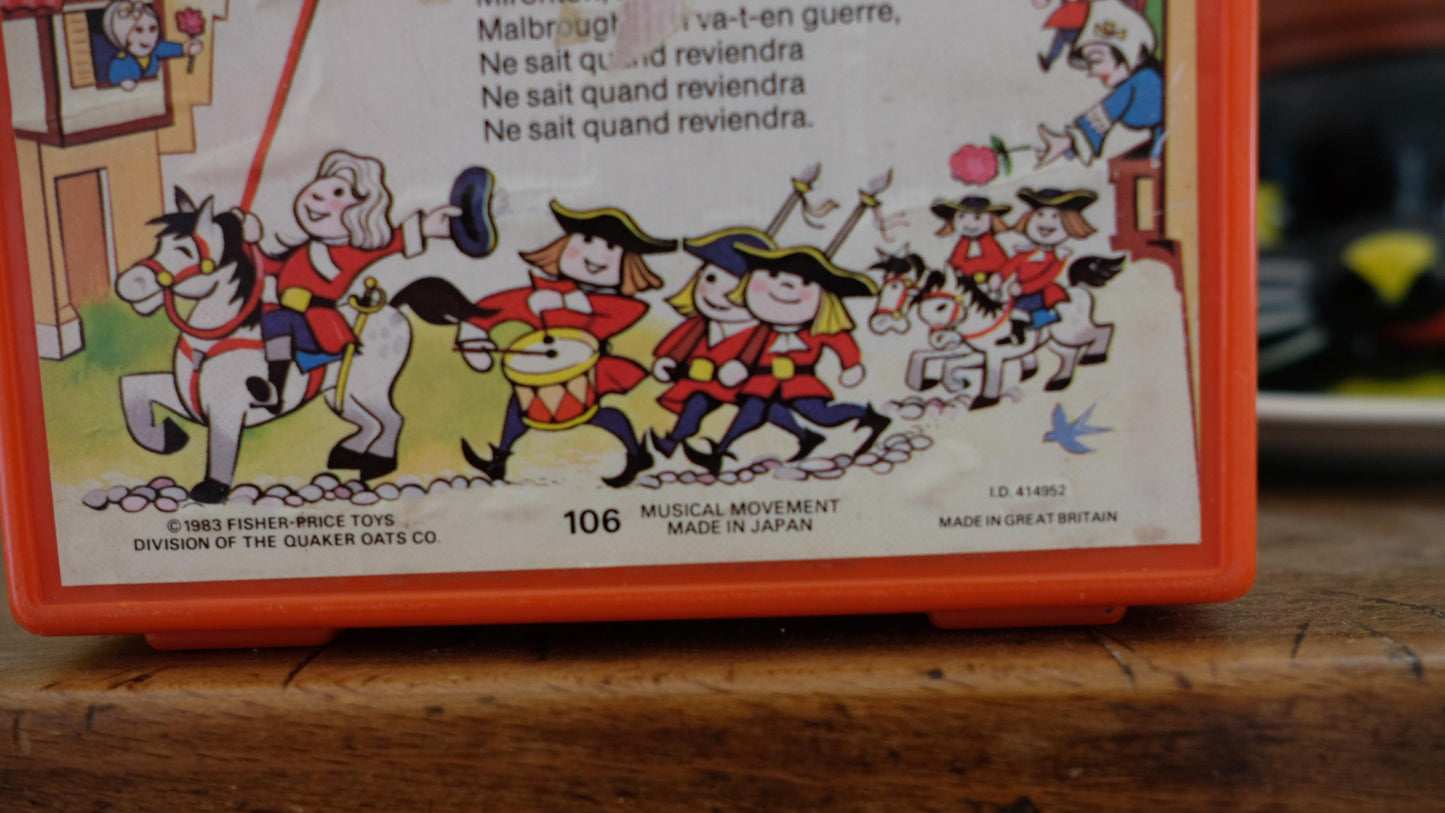 Malbrough va-t-en guerre,
Ne sait quand reviendra
Ne sait quand reviendra
Ne sait quand reviendra.
©1983 FISHER-PRICE TOYS
DIVISION OF THE QUAKER OATS CO.
106
MUSICAL MOVEMENT
MADE IN JAPAN
I.D. 414952
MADE IN GREAT BRITAIN